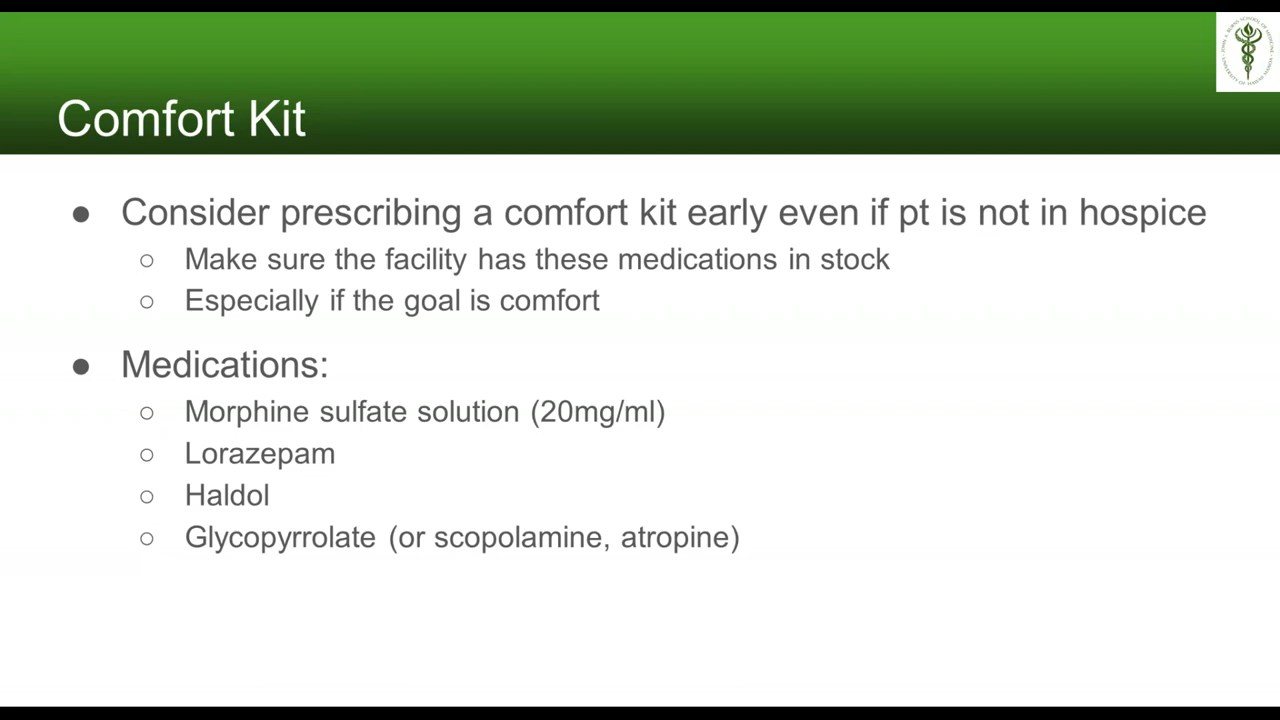 Comfort Kit
● Consider prescribing a comfort kit early even if pt is not in hospice
○ Make sure the facility has these medications in stock
○ Especially if the goal is comfort
● Medications:
○ Morphine sulfate solution (20mg/ml)
○ Lorazepam
○ Haldol
○ Glycopyrrolate (or scopolamine, atropine)